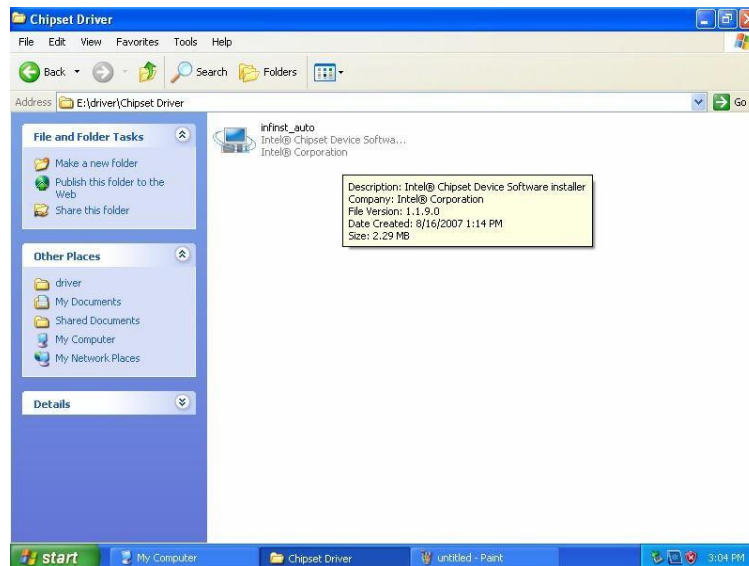 Chipset Driver
File Edit View Favorites Tools Help
Back Search Folders
Address E:\driver\Chipset Driver Go
File and Folder Tasks
Make a new folder
Publish this folder to the
Web
Share this folder
Other Places
driver
My Documents
Shared Documents
My Computer
My Network Places
Details
infinst_auto
Intel® Chipset Device Softwa...
Intel® Corporation
Description: Intel® Chipset Device Software installer
Company: Intel® Corporation
File Version: 1.1.9.0
Date Created: 8/16/2007 1:14 PM
Size: 2.29 MB
start My Computer Chipset Driver untitled - Paint 3:04 PM